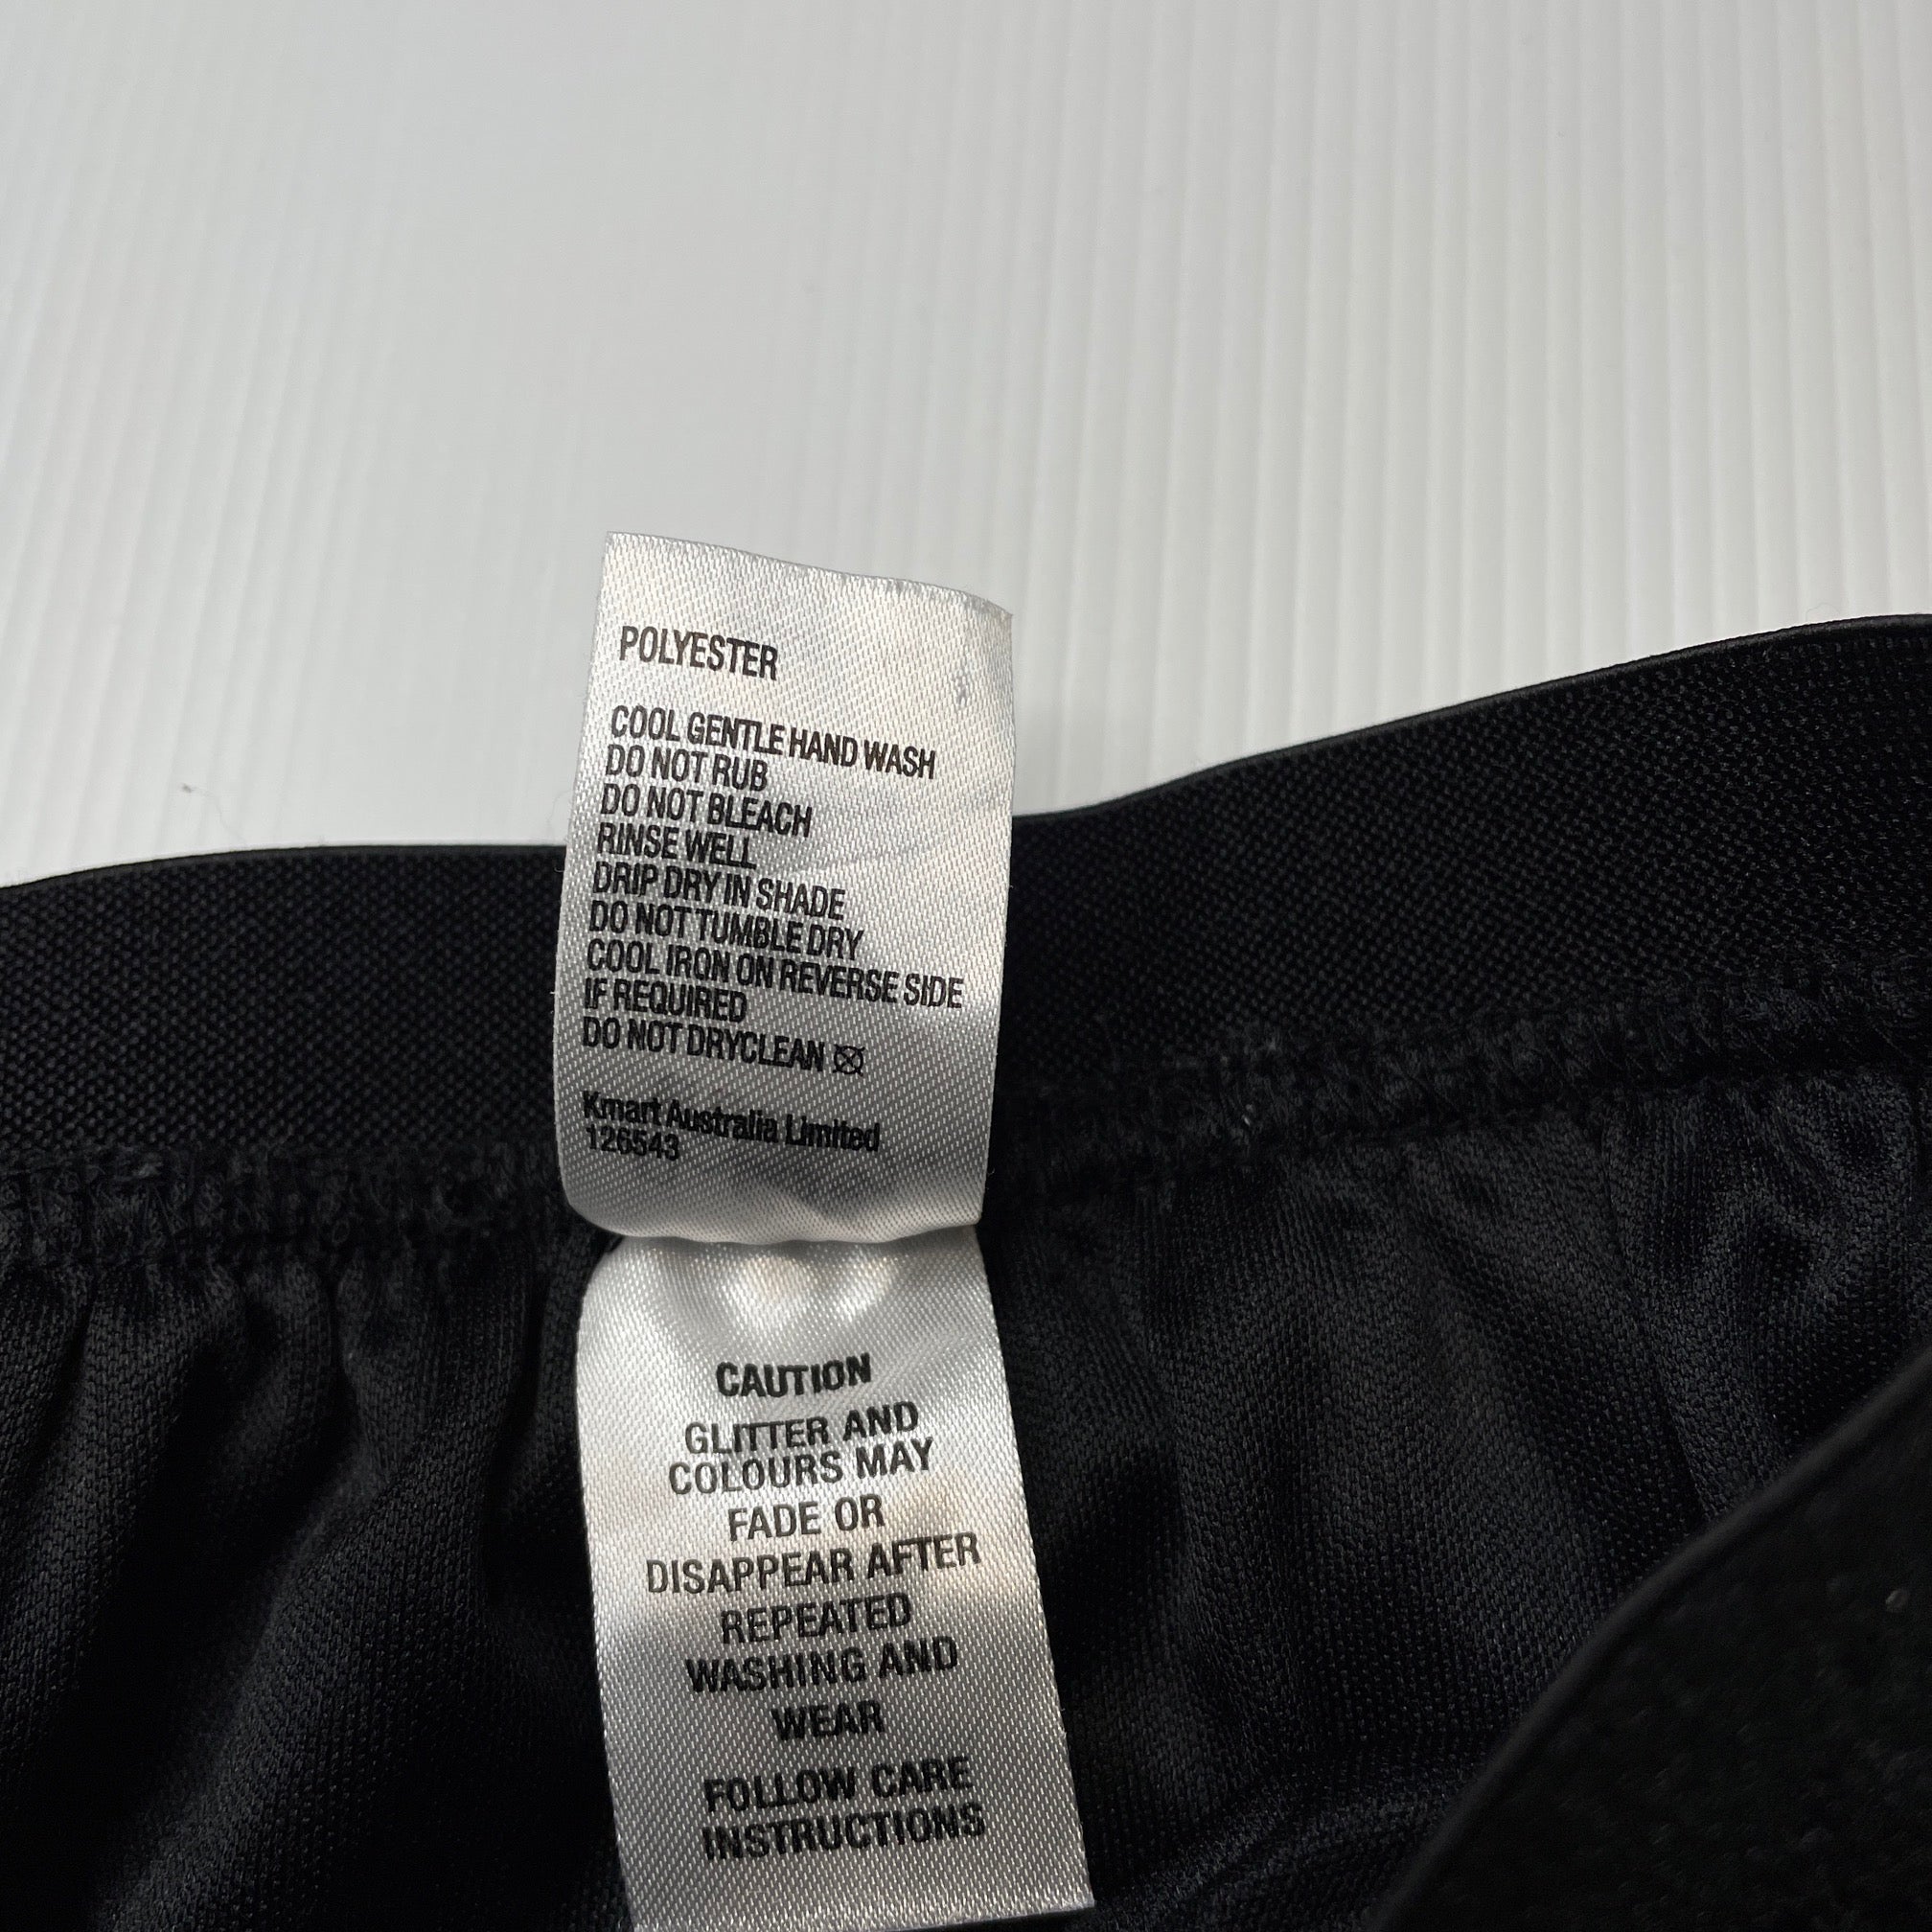 POLYESTER
COOL GENTLE HAND WASH
DO NOT RUB
DO NOT BLEACH
RINSE WELL
DRIP DRY IN SHADE
DO NOT TUMBLE DRY
COOL IRON ON REVERSE SIDE
IF REQUIRED
DO NOT DRYCLEAN
Kmart Australia Limited
126543
CAUTION
GLITTER AND
COLOURS MAY
FADE OR
DISAPPEAR AFTER
REPEATED
WASHING AND
WEAR
FOLLOW CARE
INSTRUCTIONS